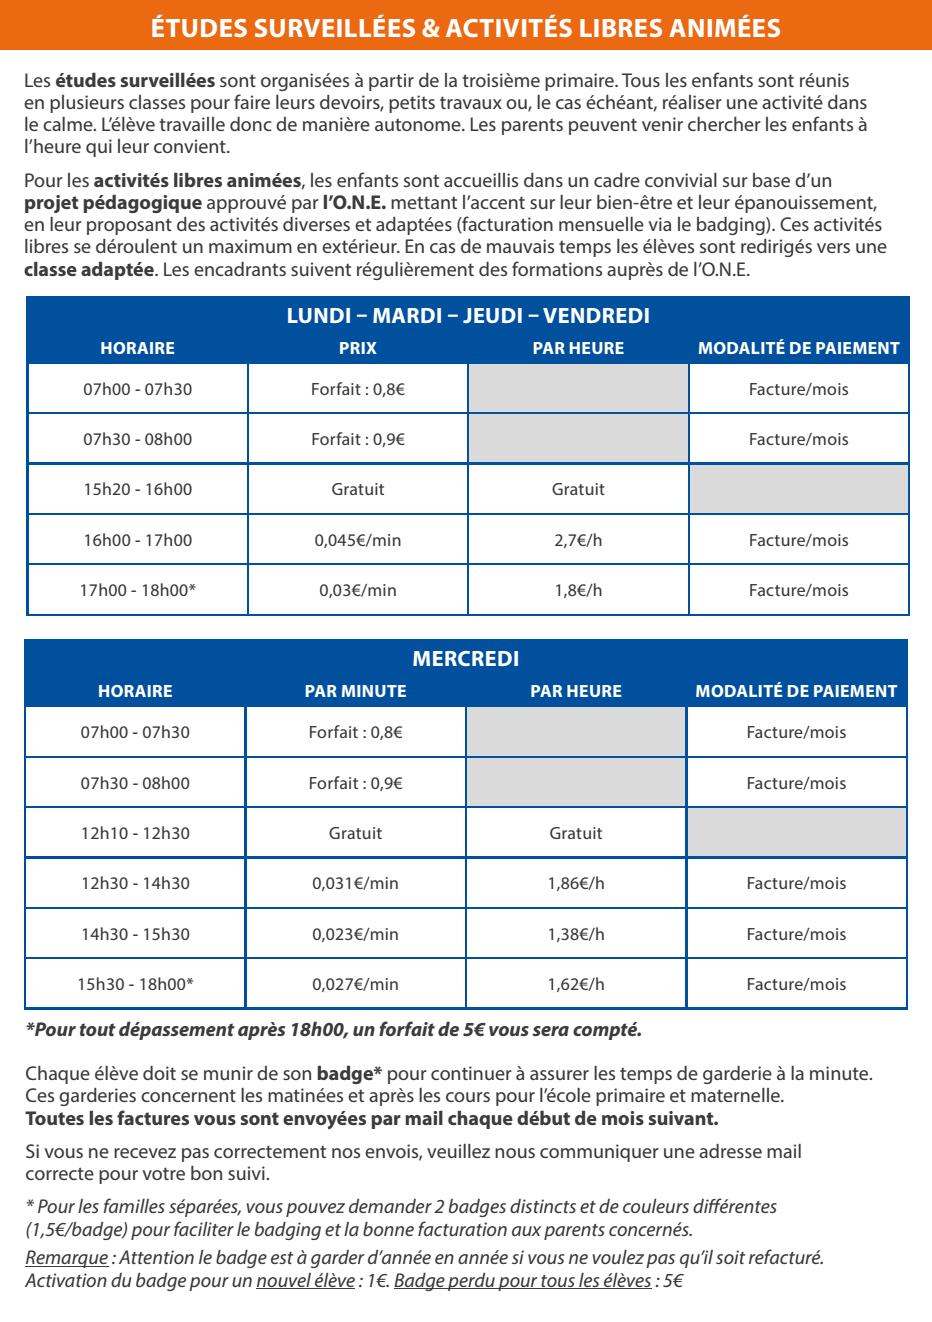 ÉTUDES SURVEILLÉES & ACTIVITÉS LIBRES ANIMÉES
Les études surveillées sont organisées à partir de la troisième primaire. Tous les enfants sont réunis
en plusieurs classes pour faire leurs devoirs, petits travaux ou, le cas échéant, réaliser une activité dans
le calme. L’élève travaille donc de manière autonome. Les parents peuvent venir chercher les enfants à
l’heure qui leur convient.
Pour les activités libres animées, les enfants sont accueillis dans un cadre convivial sur base d’un
projet pédagogique approuvé par l’O.N.E. mettant l’accent sur leur bien-être et leur épanouissement,
en leur proposant des activités diverses et adaptées (facturation mensuelle via le badging). Ces activités
libres se déroulent un maximum en extérieur. En cas de mauvais temps les élèves sont redirigés vers une
classe adaptée. Les encadrants suivent régulièrement des formations auprès de l’O.N.E.
LUNDI – MARDI – JEUDI – VENDREDI
HORAIRE PRIX PAR HEURE MODALITÉ DE PAIEMENT
07h00 - 07h30 Forfait : 0,8€ Facture/mois
07h30 - 08h00 Forfait : 0,9€ Facture/mois
15h20 - 16h00 Gratuit Gratuit
16h00 - 17h00 0,045€/min 2,7€/h Facture/mois
17h00 - 18h00* 0,03€/min 1,8€/h Facture/mois
MERCREDI
HORAIRE PAR MINUTE PAR HEURE MODALITÉ DE PAIEMENT
07h00 - 07h30 Forfait : 0,8€ Facture/mois
07h30 - 08h00 Forfait : 0,9€ Facture/mois
12h10 - 12h30 Gratuit Gratuit
12h30 - 14h30 0,031€/min 1,86€/h Facture/mois
14h30 - 15h30 0,023€/min 1,38€/h Facture/mois
15h30 - 18h00* 0,027€/min 1,62€/h Facture/mois
*Pour tout dépassement après 18h00, un forfait de 5€ vous sera compté.
Chaque élève doit se munir de son badge* pour continuer à assurer les temps de garderie à la minute.
Ces garderies concernent les matinées et après les cours pour l’école primaire et maternelle.
Toutes les factures vous sont envoyées par mail chaque début de mois suivant.
Si vous ne recevez pas correctement nos envois, veuillez nous communiquer une adresse mail
correcte pour votre bon suivi.
* Pour les familles séparées, vous pouvez demander 2 badges distincts et de couleurs différentes
(1,5€/badge) pour faciliter le badging et la bonne facturation aux parents concernés.
Remarque : Attention le badge est à garder d’année en année si vous ne voulez pas qu’il soit refacturé.
Activation du badge pour un nouvel élève : 1€. Badge perdu pour tous les élèves : 5€